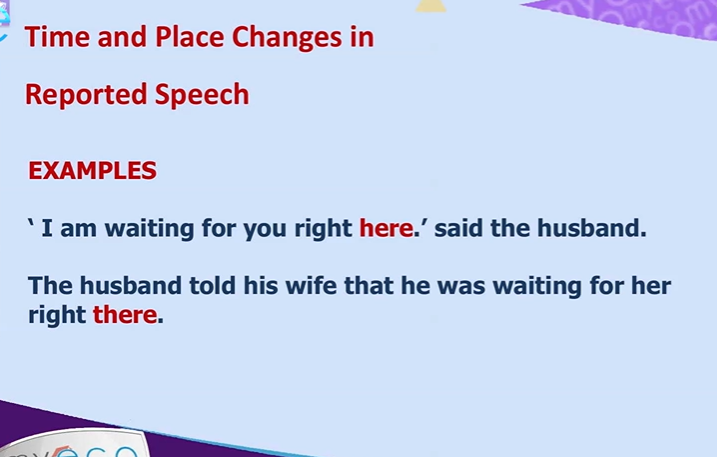 Time and Place Changes in
Reported Speech
EXAMPLES
‘ I am waiting for you right here.’ said the husband.
The husband told his wife that he was waiting for her
right there.